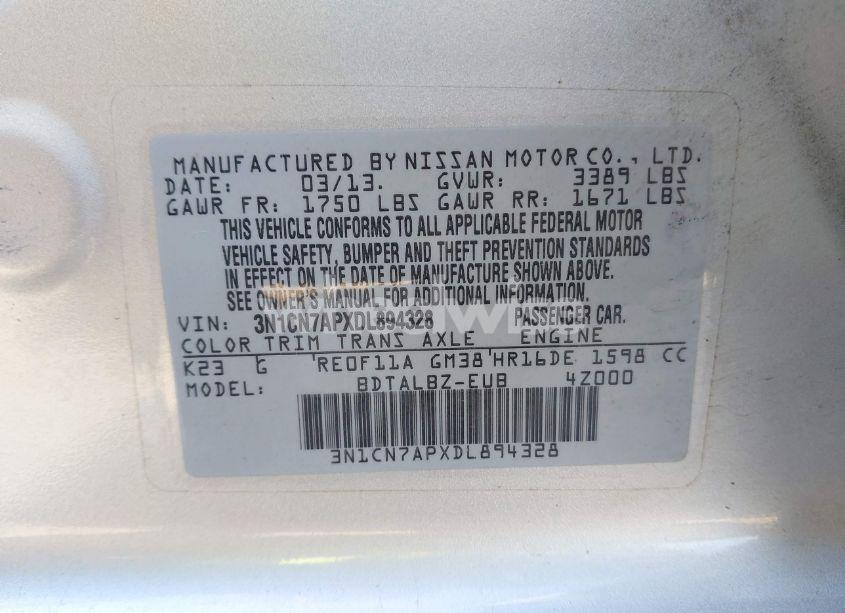 MANUFACTURED BY NISSAN MOTOR CO., LTD.
DATE: 03/13. GVWR: 3389 LBS
GAWR FR: 1750 LBS GAWR RR: 1671 LBS
THIS VEHICLE CONFORMS TO ALL APPLICABLE FEDERAL MOTOR
VEHICLE SAFETY, BUMPER AND THEFT PREVENTION STANDARDS
IN EFFECT ON THE DATE OF MANUFACTURE SHOWN ABOVE.
SEE OWNER'S MANUAL FOR ADDITIONAL INFORMATION.
VIN: 3N1CN7APXDL894328 PASSENGER CAR.
COLOR TRIM TRANS AXLE ENGINE
K23 G 'RE0F11A GM38'HR16DE 1598 CC
MODEL: BDTALBZ-EUB 4Z000
3N1CN7APXDL894328